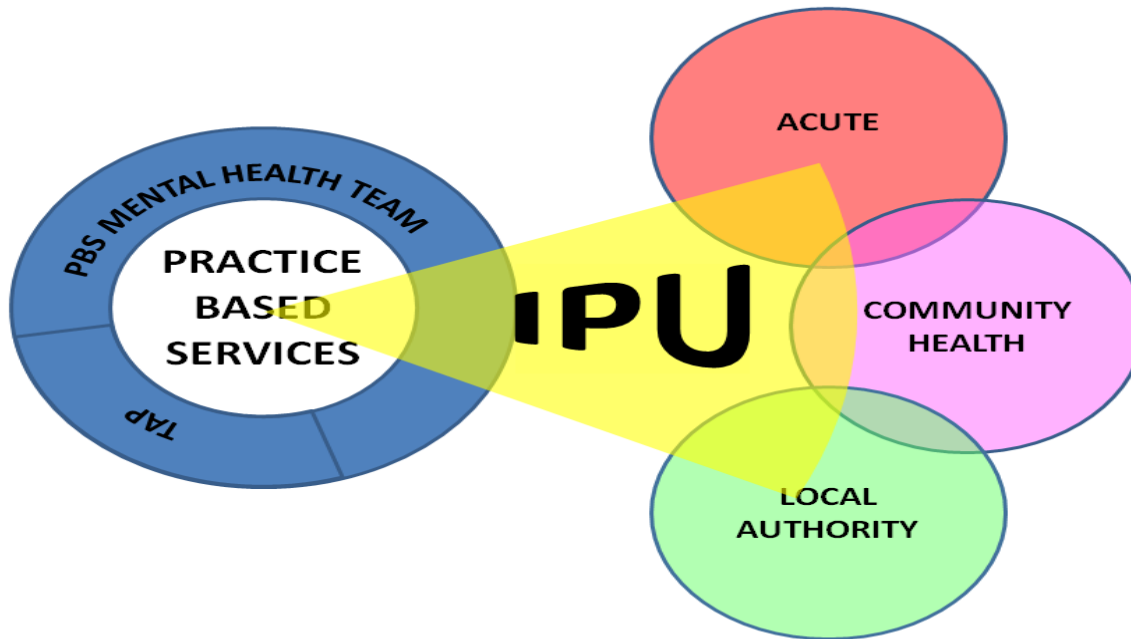 PBS MENTAL HEALTH TEAM
PRACTICE
BASED
SERVICES
TAP
IPU
ACUTE
COMMUNITY
HEALTH
LOCAL
AUTHORITY